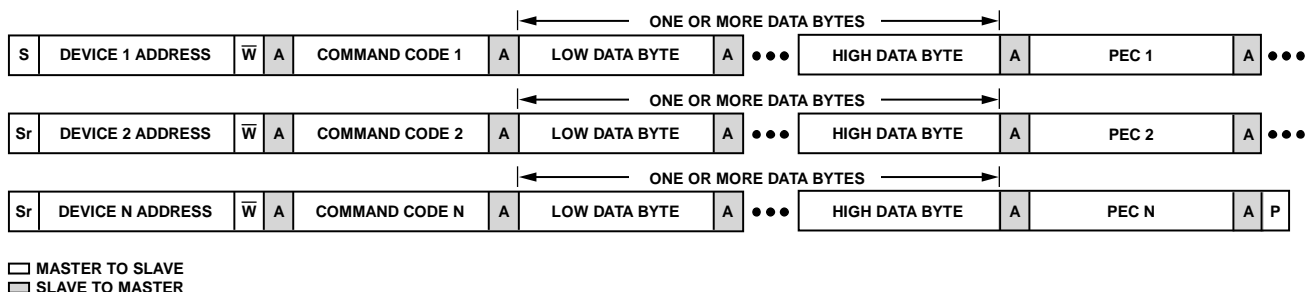 ONE OR MORE DATA BYTES
S DEVICE 1 ADDRESS W̅ A COMMAND CODE 1 A LOW DATA BYTE A ••• HIGH DATA BYTE A PEC 1 A •••
ONE OR MORE DATA BYTES
Sr DEVICE 2 ADDRESS W̅ A COMMAND CODE 2 A LOW DATA BYTE A ••• HIGH DATA BYTE A PEC 2 A •••
ONE OR MORE DATA BYTES
Sr DEVICE N ADDRESS W̅ A COMMAND CODE N A LOW DATA BYTE A ••• HIGH DATA BYTE A PEC N A P
MASTER TO SLAVE
SLAVE TO MASTER